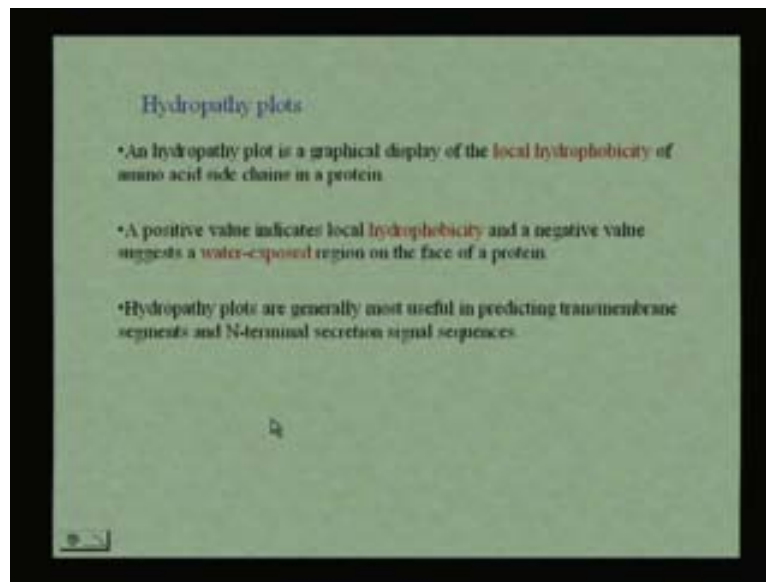 Hydropathy plots
•An hydropathy plot is a graphical display of the local hydrophobicity of
amino acid side chains in a protein
•A positive value indicates local hydrophobicity and a negative value
suggests a water-exposed region on the face of a protein
•Hydropathy plots are generally most useful in predicting transmembrane
segments and N-terminal secretion signal sequences